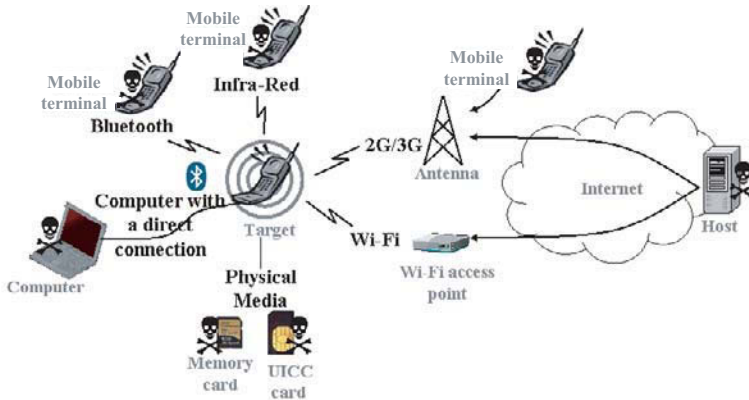 Mobile
terminal
Infra-Red
Mobile
terminal
Bluetooth
Mobile
terminal
2G/3G
Antenna
Internet
Host
Computer with
a direct
connection
Target
Computer
Wi-Fi
Wi-Fi access
point
Physical
Media
Memory
card
UICC
card